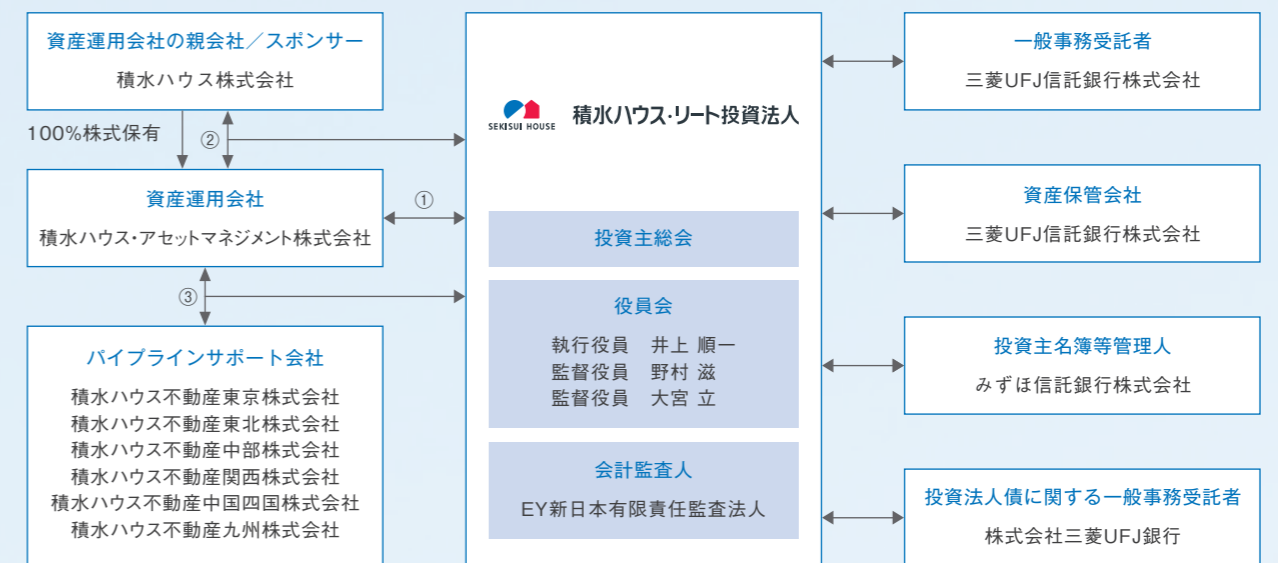 資産運用会社の親会社／スポンサー
積水ハウス株式会社
100%株式保有
②
資産運用会社
積水ハウス・アセットマネジメント株式会社
①
③
パイプラインサポート会社
積水ハウス不動産東京株式会社
積水ハウス不動産東北株式会社
積水ハウス不動産中部株式会社
積水ハウス不動産関西株式会社
積水ハウス不動産中国四国株式会社
積水ハウス不動産九州株式会社
SEKISUI HOUSE
積水ハウス・リート投資法人
投資主総会
役員会
執行役員　井上 順一
監督役員　野村 滋
監督役員　大宮 立
会計監査人
EY新日本有限責任監査法人
一般事務受託者
三菱UFJ信託銀行株式会社
資産保管会社
三菱UFJ信託銀行株式会社
投資主名簿等管理人
みずほ信託銀行株式会社
投資法人債に関する一般事務受託者
株式会社三菱UFJ銀行